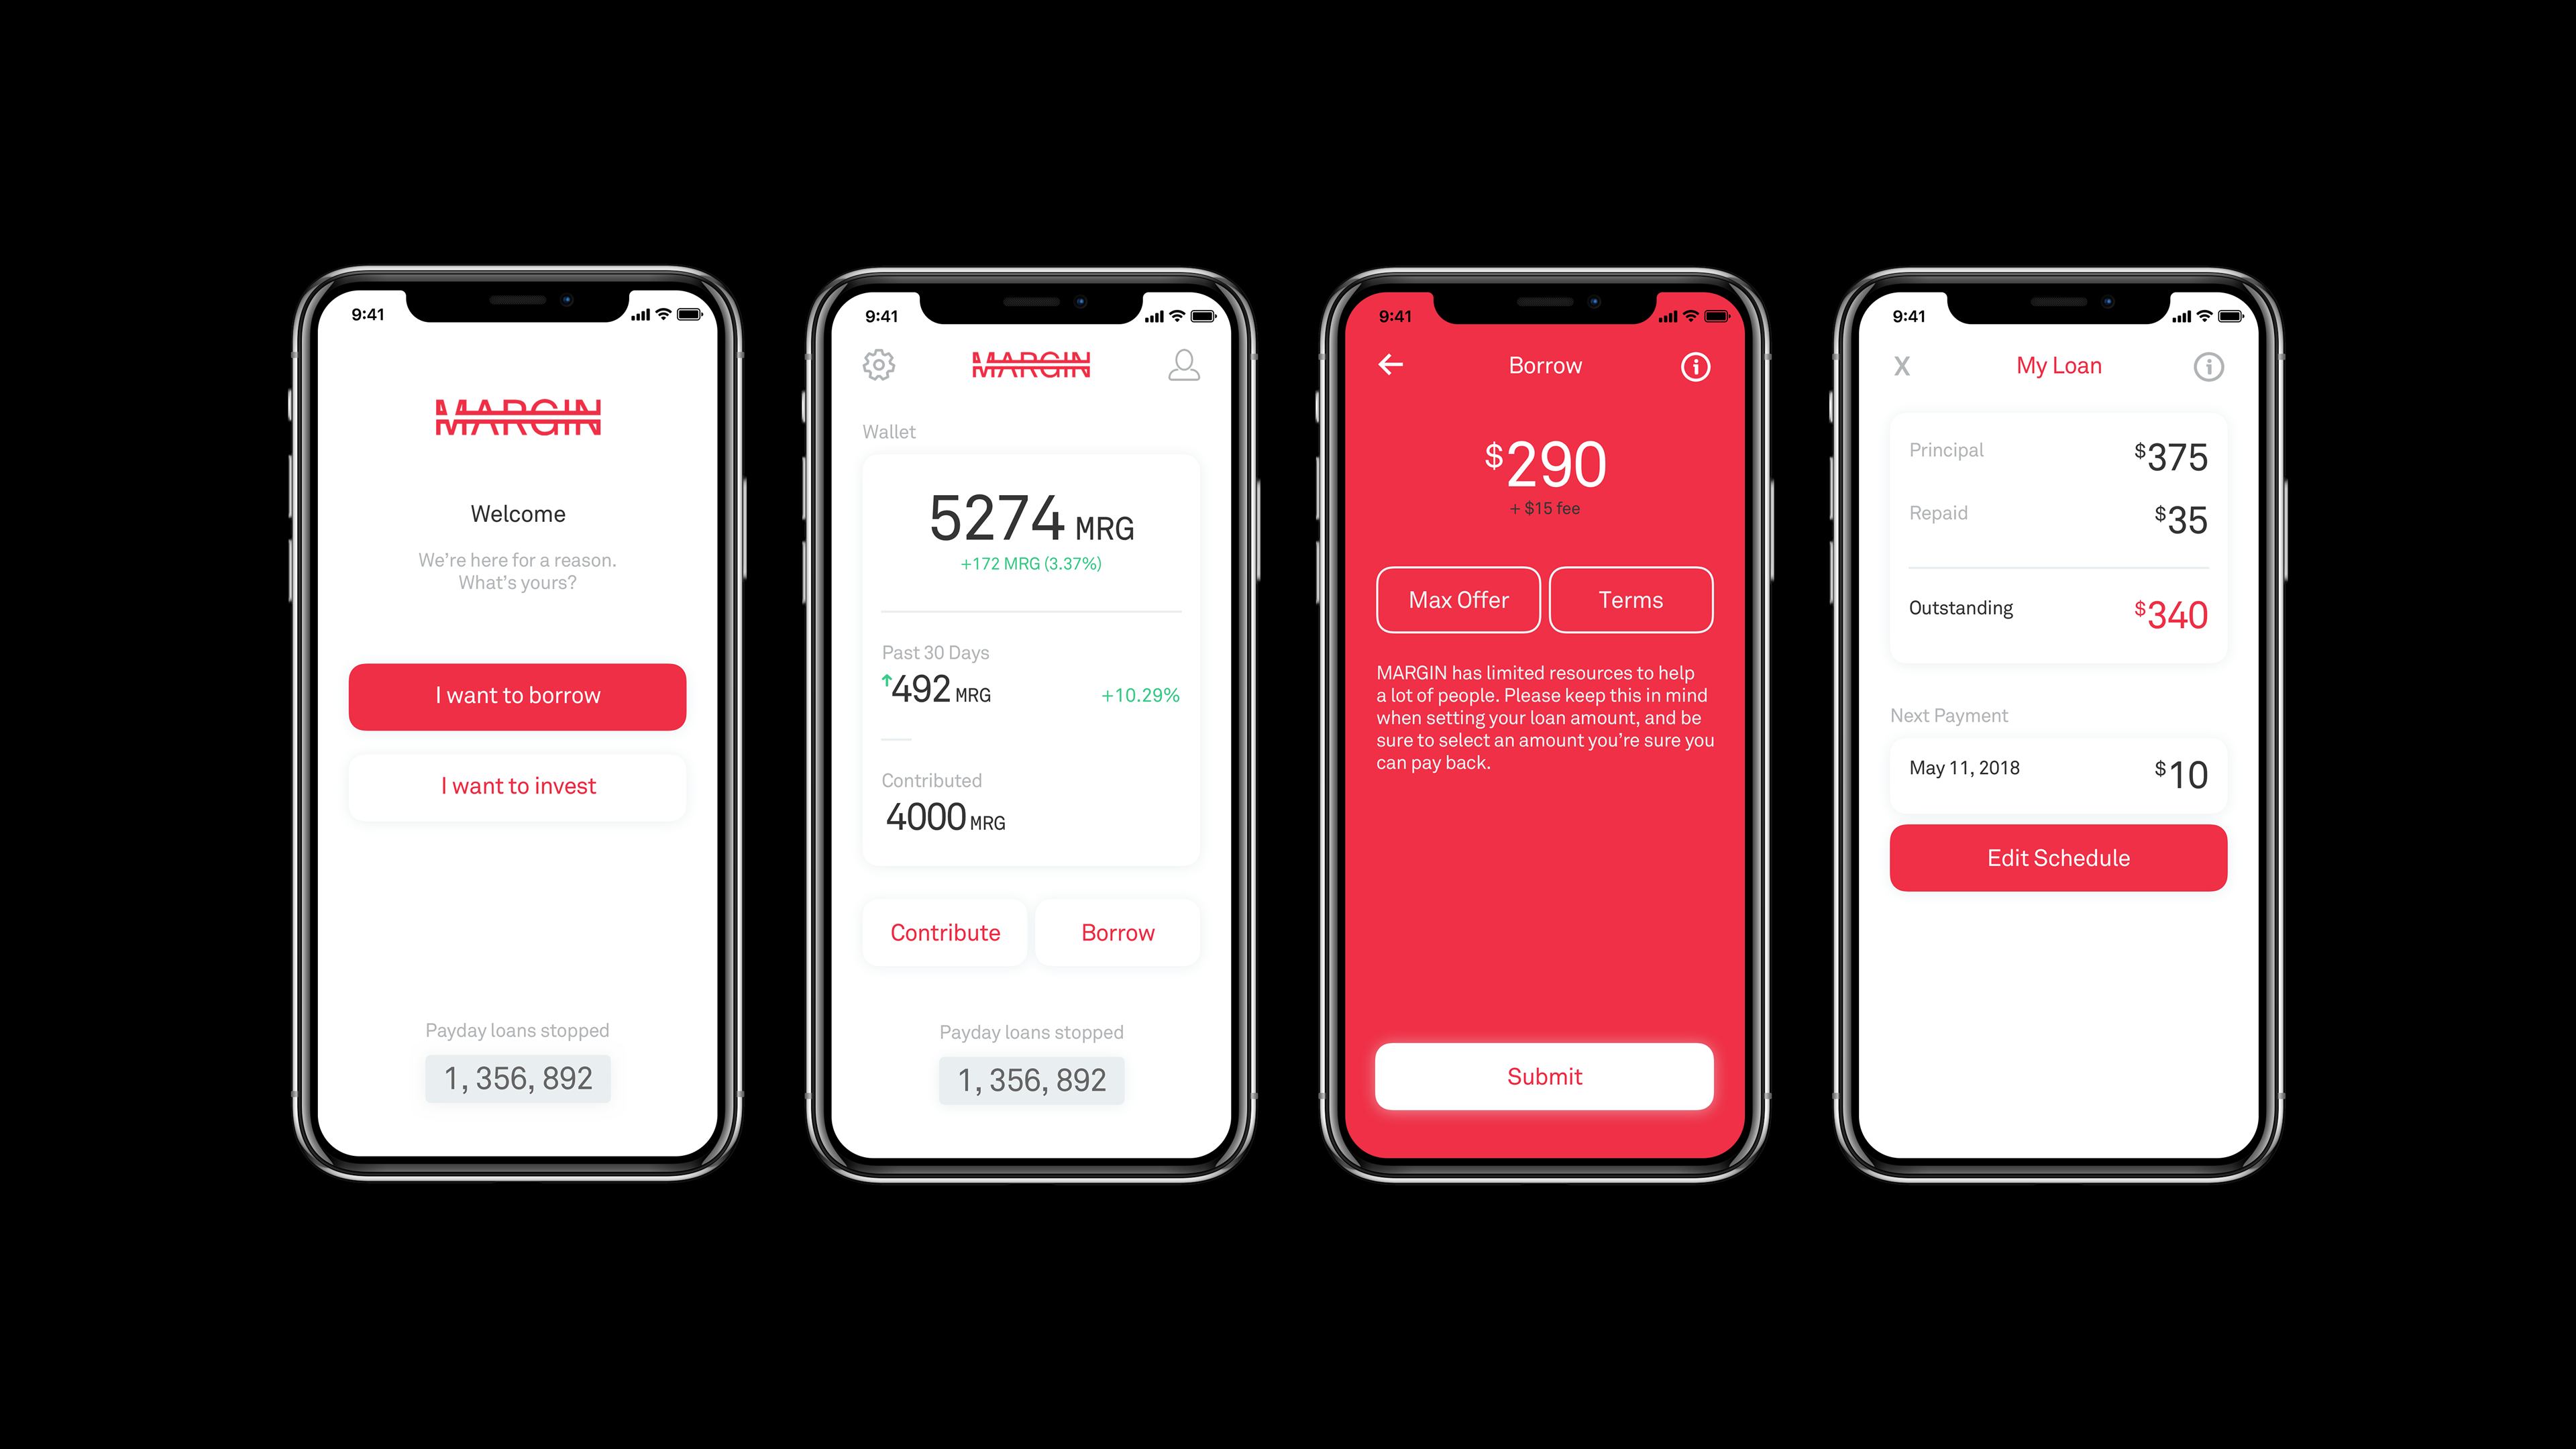 9:41
MARGIN
Welcome
We're here for a reason.
What's yours?
I want to borrow
I want to invest
Payday loans stopped
1, 356, 892
9:41
MARGIN
Wallet
5274 MRG
+172 MRG (3.37%)
Past 30 Days
↑492 MRG +10.29%
Contributed
4000 MRG
Contribute Borrow
Payday loans stopped
1, 356, 892
9:41
Borrow
$290
+ $15 fee
Max Offer Terms
MARGIN has limited resources to help
a lot of people. Please keep this in mind
when setting your loan amount, and be
sure to select an amount you're sure you
can pay back.
Submit
9:41
X My Loan
Principal $375
Repaid $35
Outstanding $340
Next Payment
May 11, 2018 $10
Edit Schedule